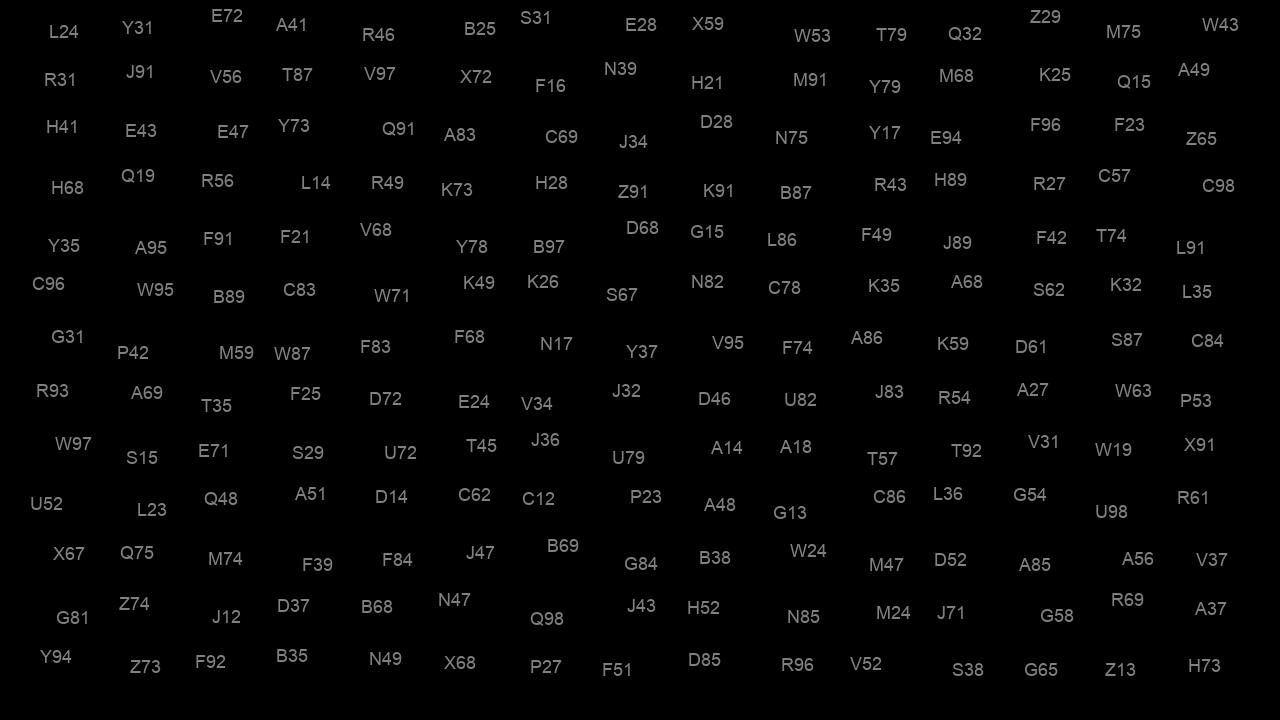 L24 Y31 E72 A41 R46 B25 S31 E28 X59 W53 T79 Q32 Z29 M75 W43
R31 J91 V56 T87 V97 X72 F16 N39 H21 M91 Y79 M68 K25 Q15 A49
H41 E43 E47 Y73 Q91 A83 C69 J34 D28 N75 Y17 E94 F96 F23 Z65
H68 Q19 R56 L14 R49 K73 H28 Z91 K91 B87 R43 H89 R27 C57 C98
Y35 A95 F91 F21 V68 Y78 B97 D68 G15 L86 F49 J89 F42 T74 L91
C96 W95 B89 C83 W71 K49 K26 S67 N82 C78 K35 A68 S62 K32 L35
G31 P42 M59 W87 F83 F68 N17 Y37 V95 F74 A86 K59 D61 S87 C84
R93 A69 T35 F25 D72 E24 V34 J32 D46 U82 J83 R54 A27 W63 P53
W97 S15 E71 S29 U72 T45 J36 U79 A14 A18 T57 T92 V31 W19 X91
U52 L23 Q48 A51 D14 C62 C12 P23 A48 G13 C86 L36 G54 U98 R61
X67 Q75 M74 F39 F84 J47 B69 G84 B38 W24 M47 D52 A85 A56 V37
G81 Z74 J12 D37 B68 N47 Q98 J43 H52 N85 M24 J71 G58 R69 A37
Y94 Z73 F92 B35 N49 X68 P27 F51 D85 R96 V52 S38 G65 Z13 H73